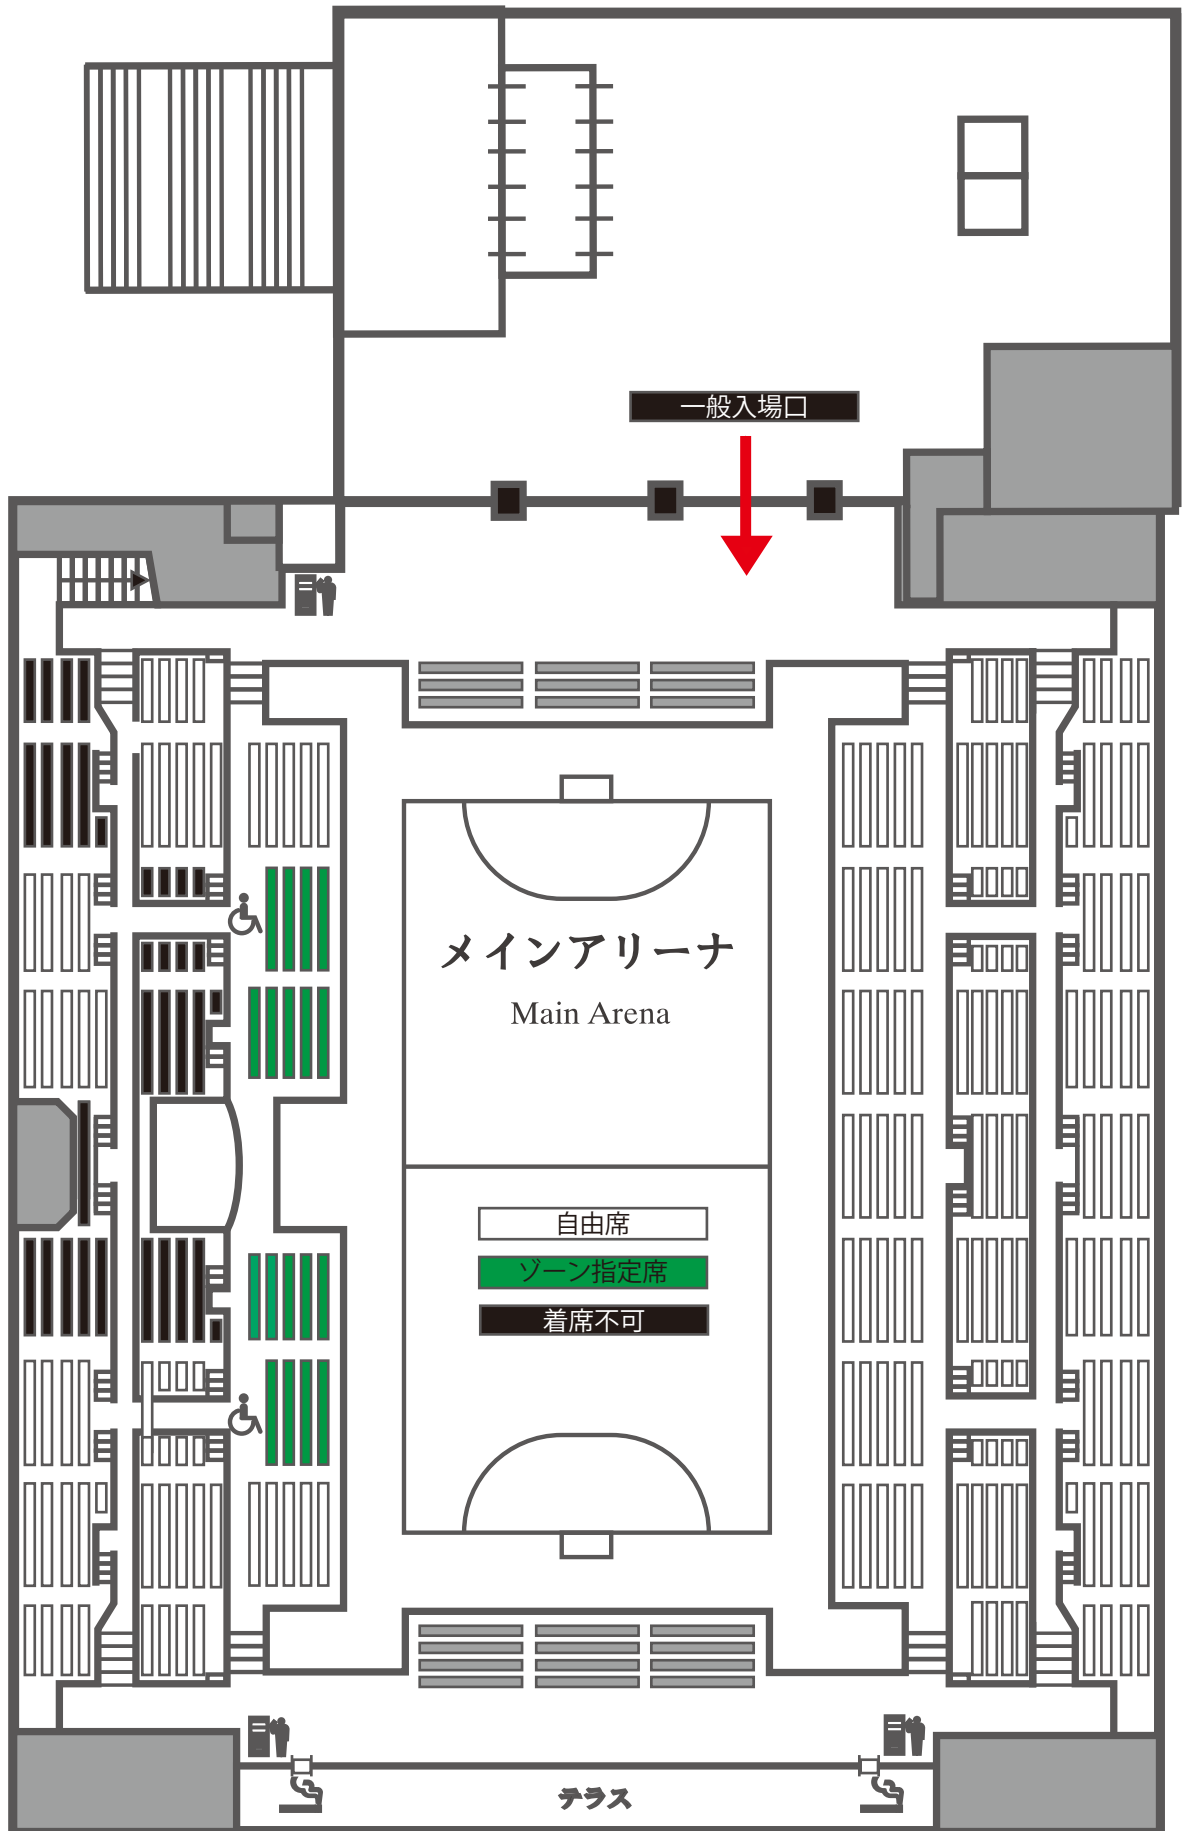 一般入場口
メインアリーナ
Main Arena
自由席
ゾーン指定席
着席不可
テラス